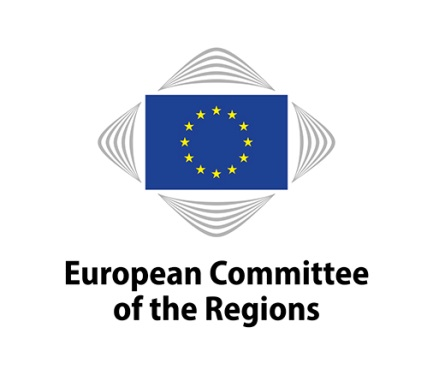 European Committee
of the Regions